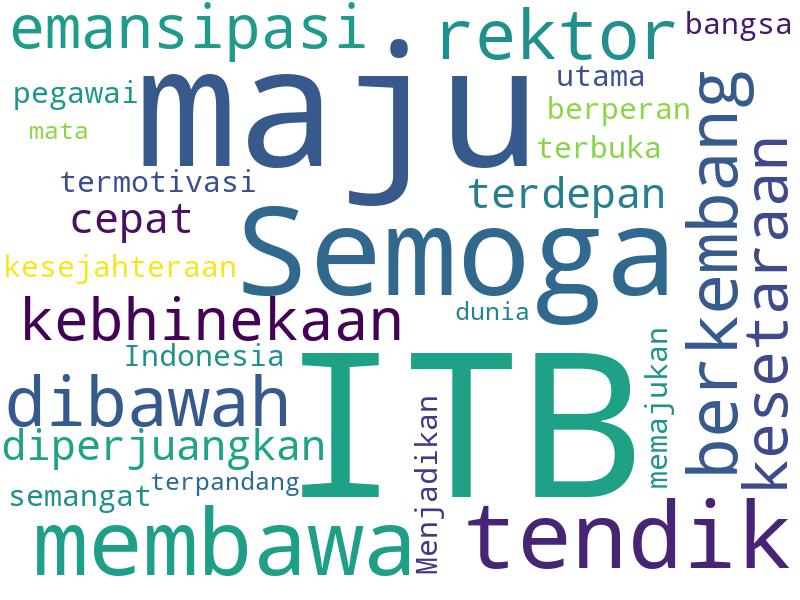 emansipasi
rektor
bangsa
maju
pegawai
utama
berperan
mata
terbuka
termotivasi
terdepan
cepat
Semoga
berkembang
kesetaraan
kesejahteraan
kebhinekaan
dunia
Indonesia
ITB
memajukan
dibawah
Menjadikan
diperjuangkan
terpandang
semangat
membawa
tendik